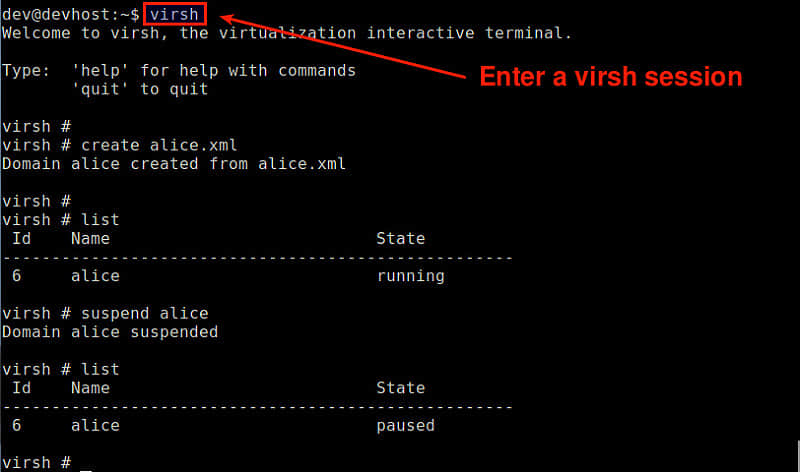 dev@devhost:~$ virsh
Welcome to virsh, the virtualization interactive terminal.
Enter a virsh session
Type:  'help' for help with commands
       'quit' to quit
virsh #
virsh # create alice.xml
Domain alice created from alice.xml
virsh #
virsh # list
 Id    Name                           State
----------------------------------------------------
 6     alice                          running
virsh # suspend alice
Domain alice suspended
virsh # list
 Id    Name                           State
----------------------------------------------------
 6     alice                          paused
virsh # _